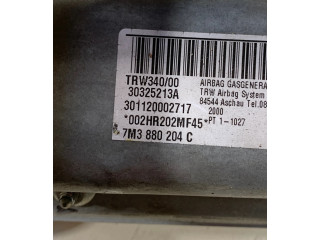 TRW340/00
30325213A
301120002717
*002HR202MF45*
7M3 880 204 C
AIRBAG GASGENERA
TRW Airbag System
84544 Aschau Tel.08
2000
PT 1-1027